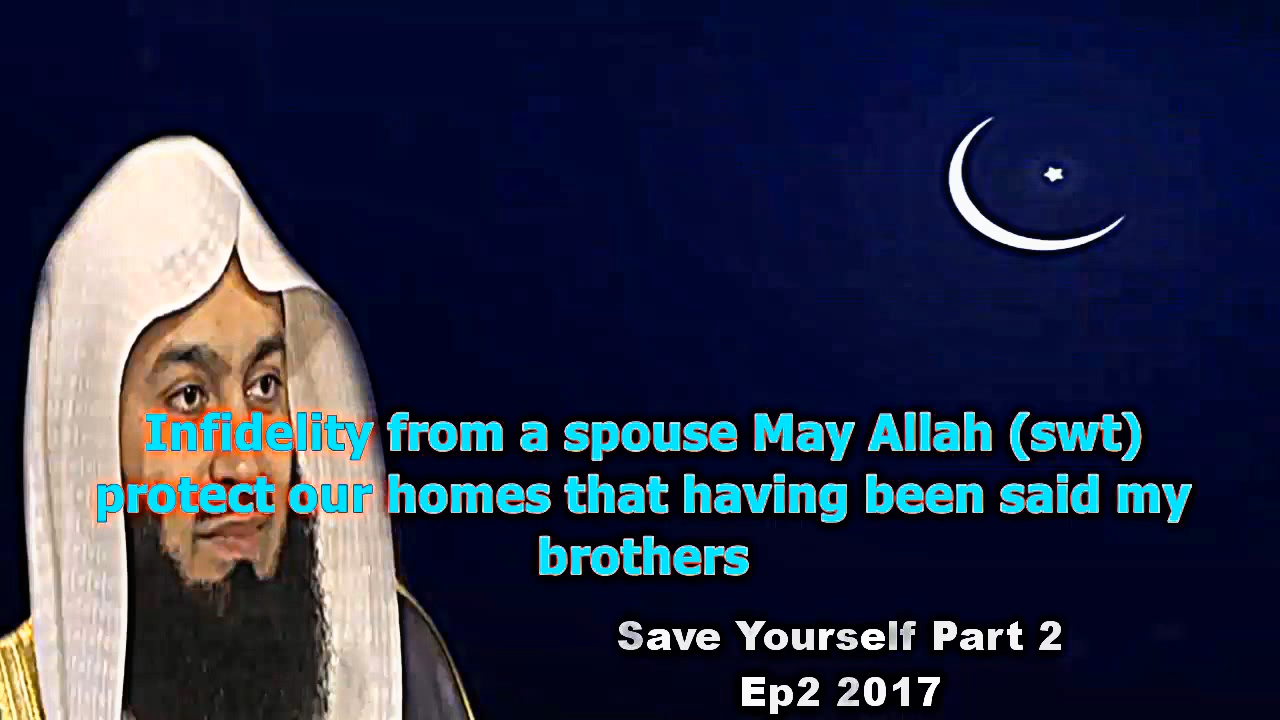 Infidelity from a spouse May Allah (swt)
protect our homes that having been said my
brothers
Save Yourself Part 2
Ep2 2017